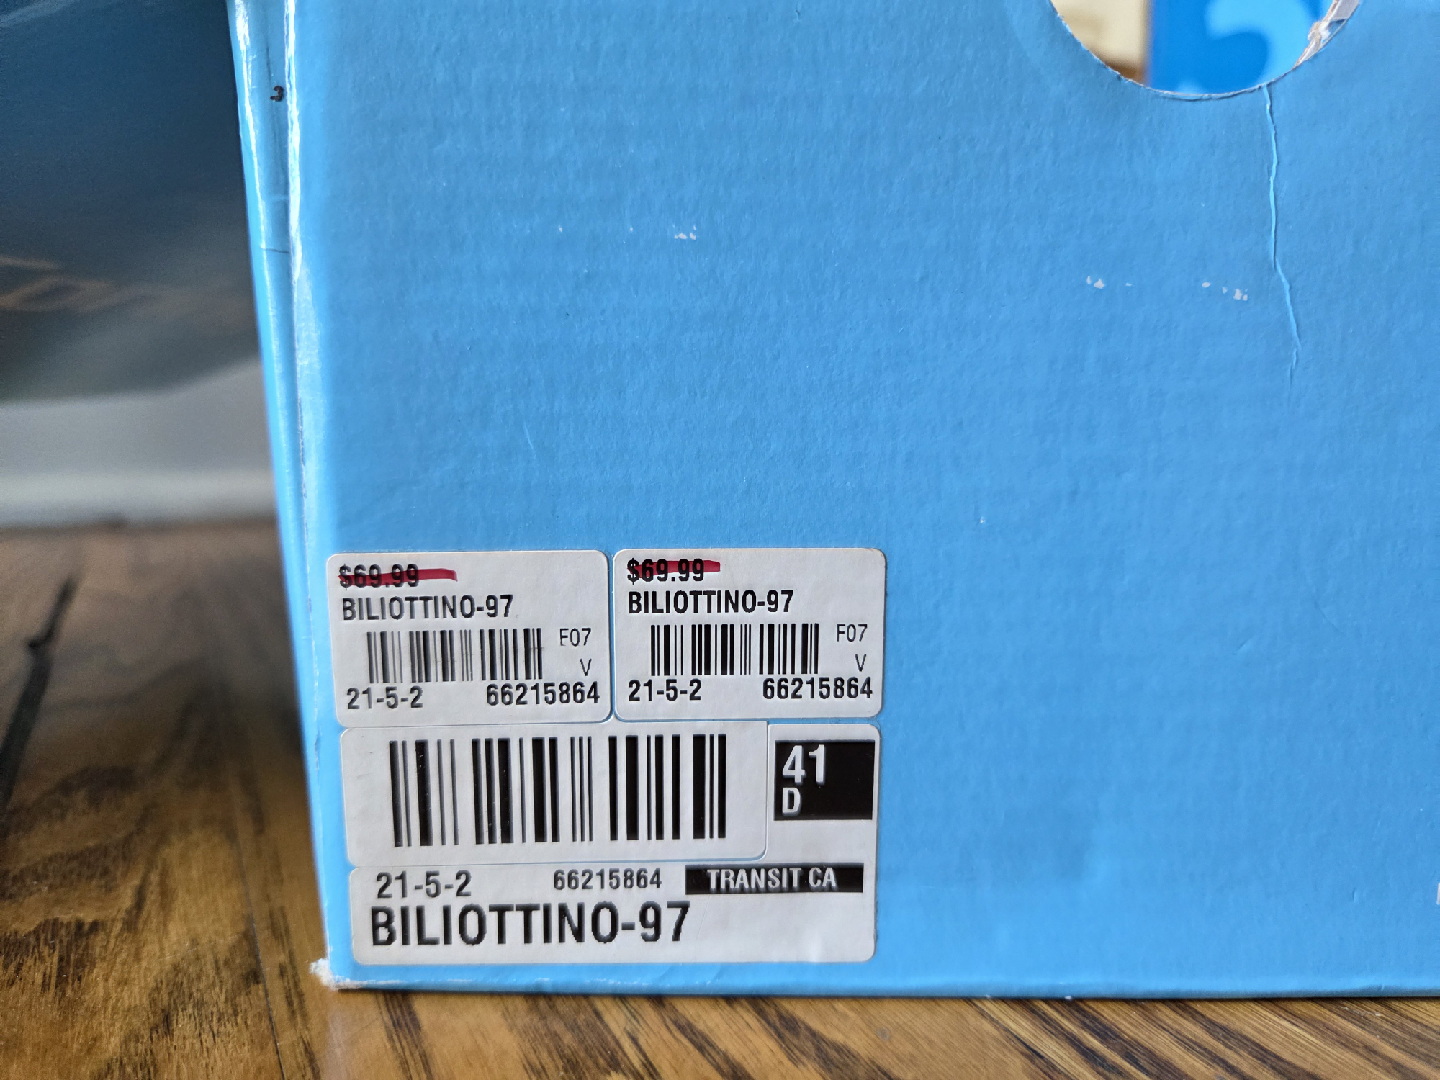 $69.99
BILIOTTINO-97
F07
V
21-5-2 66215864
$69.99
BILIOTTINO-97
F07
V
21-5-2 66215864
41
D
21-5-2 66215864 TRANSIT CA
BILIOTTINO-97